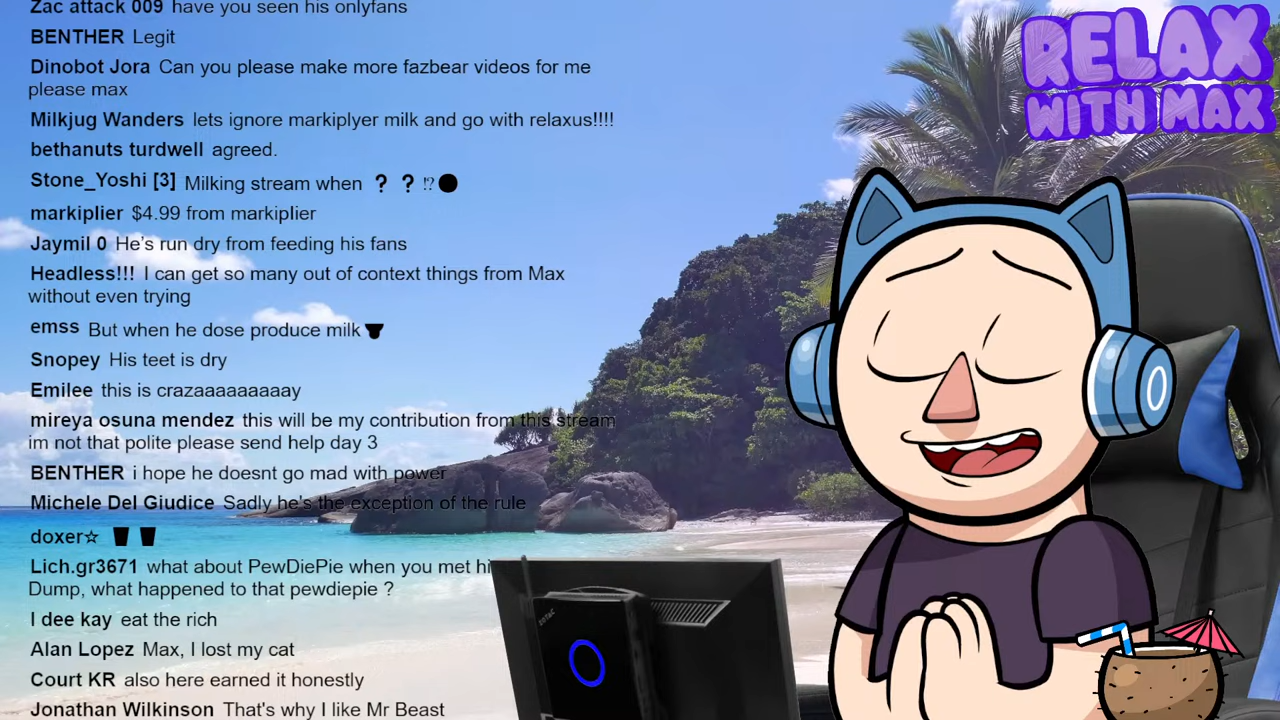 Zac attack 009 have you seen his onlyfans
BENTHER Legit
Dinobot Jora Can you please make more fazbear videos for me
please max
Milkjug Wanders lets ignore markiplyer milk and go with relaxus!!!!
bethanuts turdwell agreed.
Stone_Yoshi [3] Milking stream when ❓ ❓ ⁉
markiplier $4.99 from markiplier
Jaymil 0 He's run dry from feeding his fans
Headless!!! I can get so many out of context things from Max
without even trying
emss But when he dose produce milk
Snopey His teet is dry
Emilee this is crazaaaaaaaaay
mireya osuna mendez this will be my contribution from this stream
im not that polite please send help day 3
BENTHER i hope he doesnt go mad with power
Michele Del Giudice Sadly he's the exception of the rule
doxer☆
Lich.gr3671 what about PewDiePie when you met hi
Dump, what happened to that pewdiepie ?
I dee kay eat the rich
Alan Lopez Max, I lost my cat
Court KR also here earned it honestly
Jonathan Wilkinson That's why I like Mr Beast
RELAX
WITH MAX
ZOTAC